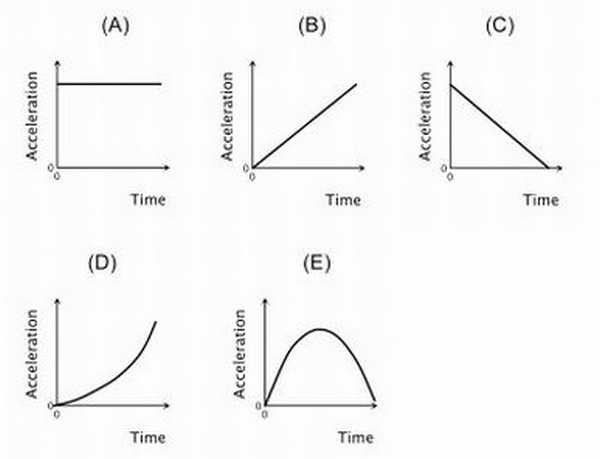 (A)
(B)
(C)
Acceleration
0
0
Time
Acceleration
0
0
Time
Acceleration
0
0
Time
(D)
(E)
Acceleration
0
0
Time
Acceleration
0
0
Time